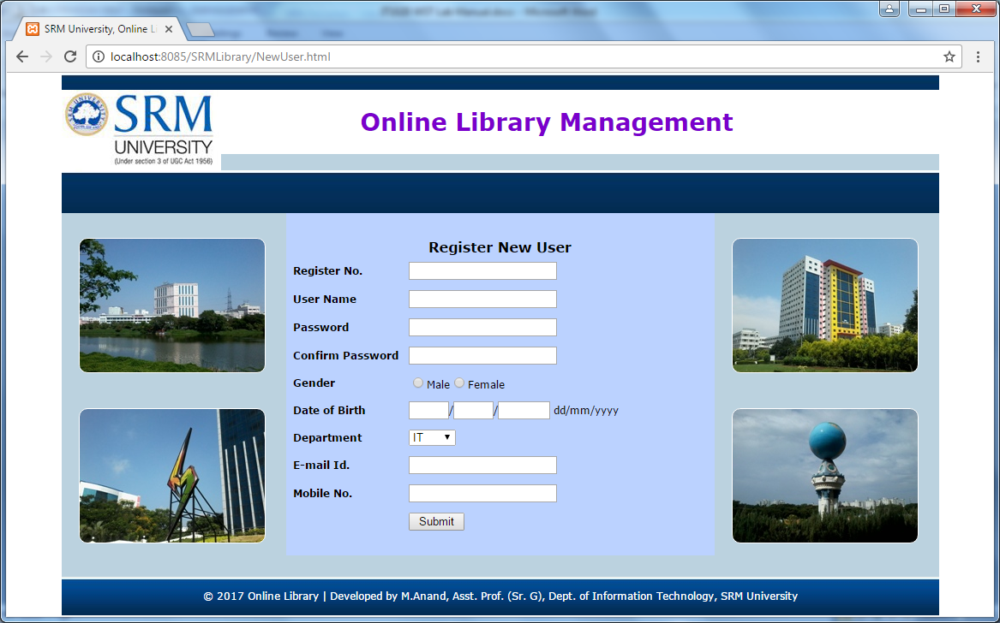 SRM University, Online Li
localhost:8085/SRMLibrary/NewUser.html
SRM UNIVERSITY
SRM
UNIVERSITY
(Under section 3 of UGC Act 1956)
Online Library Management
Register New User
Register No.
User Name
Password
Confirm Password
Gender Male Female
Date of Birth / / dd/mm/yyyy
Department IT
E-mail Id.
Mobile No.
Submit
© 2017 Online Library | Developed by M.Anand, Asst. Prof. (Sr. G), Dept. of Information Technology, SRM University